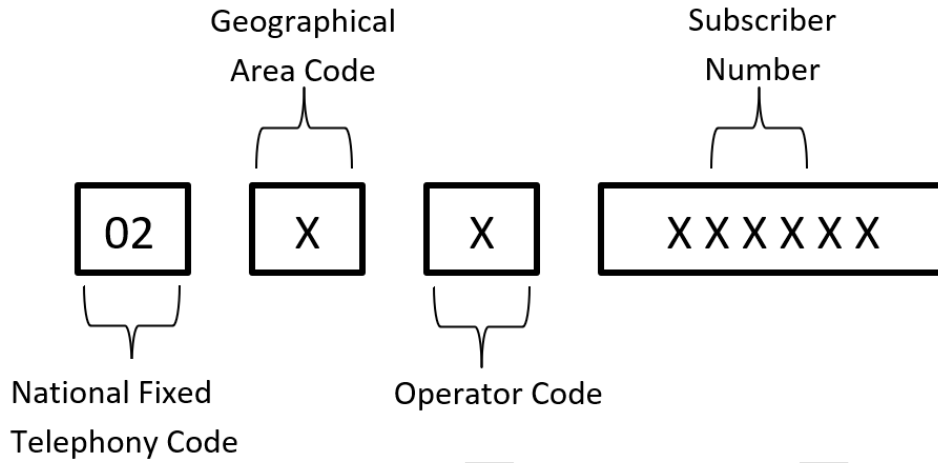 Geographical
Area Code
Subscriber
Number
02
X
X
X X X X X X
National Fixed
Telephony Code
Operator Code